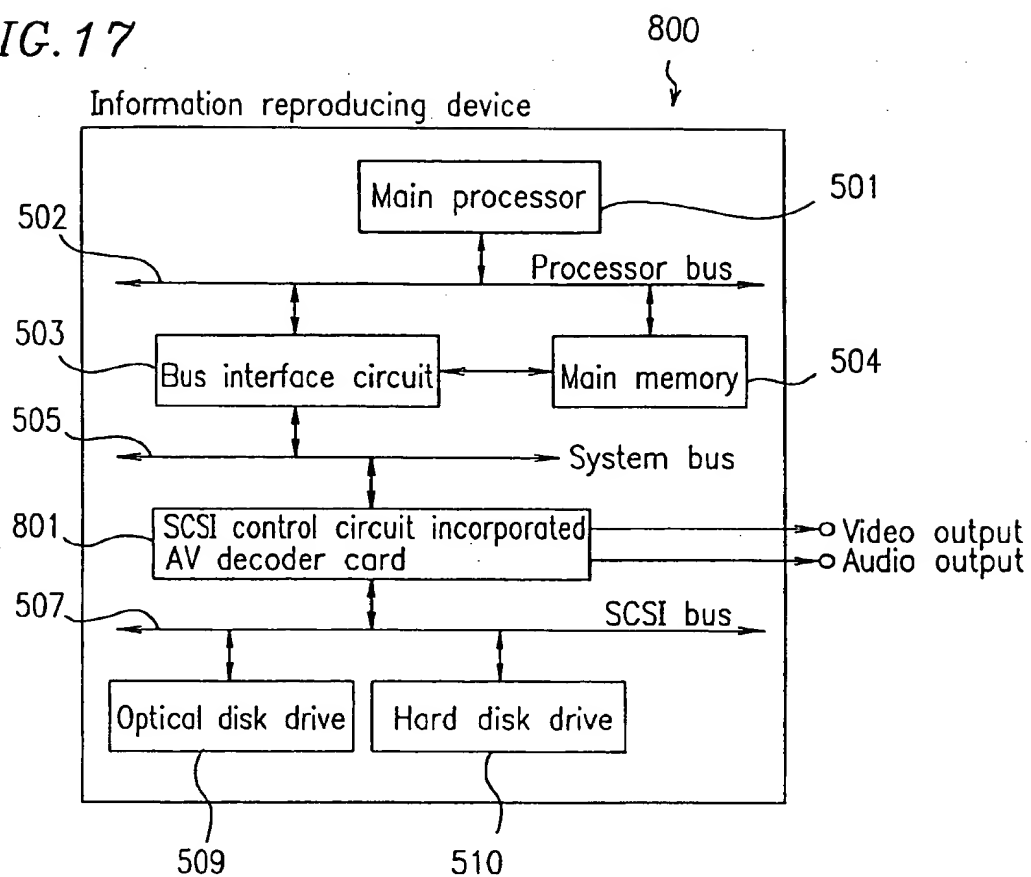 IG. 17
800
Information reproducing device
Main processor
501
502
Processor bus
503
Bus interface circuit
Main memory
504
505
System bus
801
SCSI control circuit incorporated
AV decoder card
Video output
Audio output
507
SCSI bus
Optical disk drive
Hard disk drive
509
510